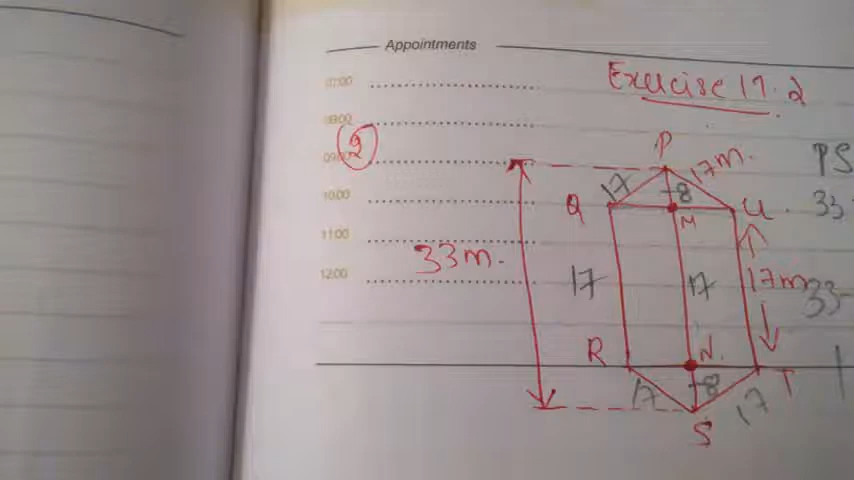 Appointments
Exercise 17.2
07:00
08:00
2
09:00
P
17m.
PS
17
8
10:00
Q
M
U.
33
11:00
33m.
17
17
17m
33-
12:00
R
N.
T
17
8
17
S